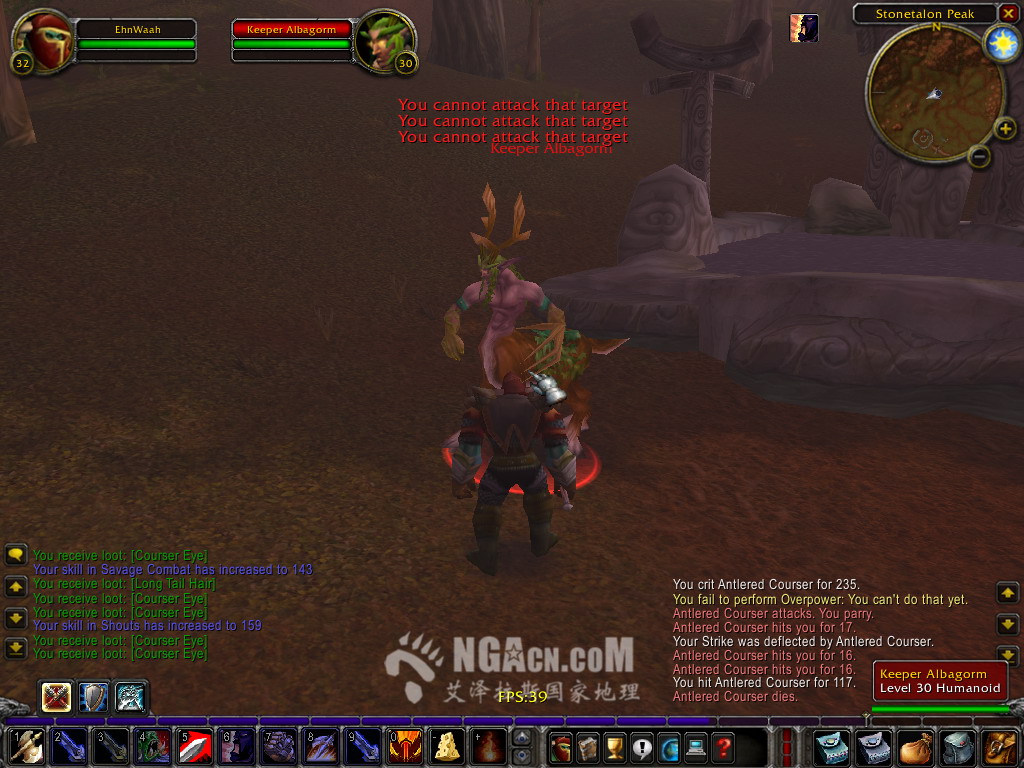 EhnWaah
32
Keeper Albagorm
30
Stonetalon Peak
N
You cannot attack that target
You cannot attack that target
You cannot attack that target
Keeper Albagorm
You receive loot: [Courser Eye]
Your skill in Savage Combat has increased to 143
You receive loot: [Long Tail Hair]
You receive loot: [Courser Eye]
You receive loot: [Courser Eye]
Your skill in Shouts has increased to 159
You receive loot: [Courser Eye]
You receive loot: [Courser Eye]
You crit Antlered Courser for 235.
You fail to perform Overpower: You can't do that yet.
Antlered Courser attacks. You parry.
Antlered Courser hits you for 17.
Your Strike was deflected by Antlered Courser.
Antlered Courser hits you for 16.
Antlered Courser hits you for 16.
You hit Antlered Courser for 117.
Antlered Courser dies.
Keeper Albagorm
Level 30 Humanoid
NGACN.COM
艾泽拉斯国家地理
FPS:39
1 2 3 4 5 6 7 8 9 0 - +